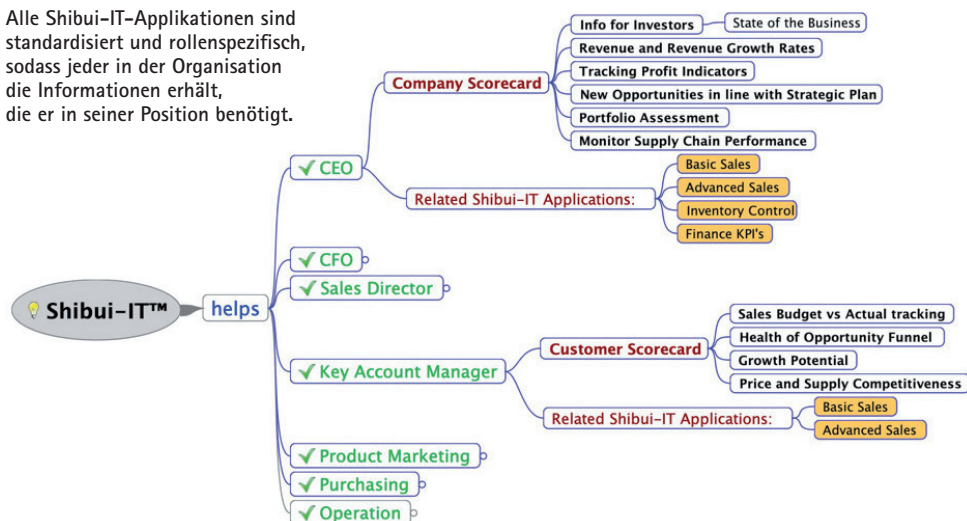 Alle Shibui-IT-Applikationen sind
standardisiert und rollenspezifisch,
sodass jeder in der Organisation
die Informationen erhält,
die er in seiner Position benötigt.
Shibui-IT™
helps
CEO
Company Scorecard
Info for Investors
State of the Business
Revenue and Revenue Growth Rates
Tracking Profit Indicators
New Opportunities in line with Strategic Plan
Portfolio Assessment
Monitor Supply Chain Performance
Related Shibui-IT Applications:
Basic Sales
Advanced Sales
Inventory Control
Finance KPI's
CFO
Sales Director
Key Account Manager
Customer Scorecard
Sales Budget vs Actual tracking
Health of Opportunity Funnel
Growth Potential
Price and Supply Competitiveness
Related Shibui-IT Applications:
Basic Sales
Advanced Sales
Product Marketing
Purchasing
Operation